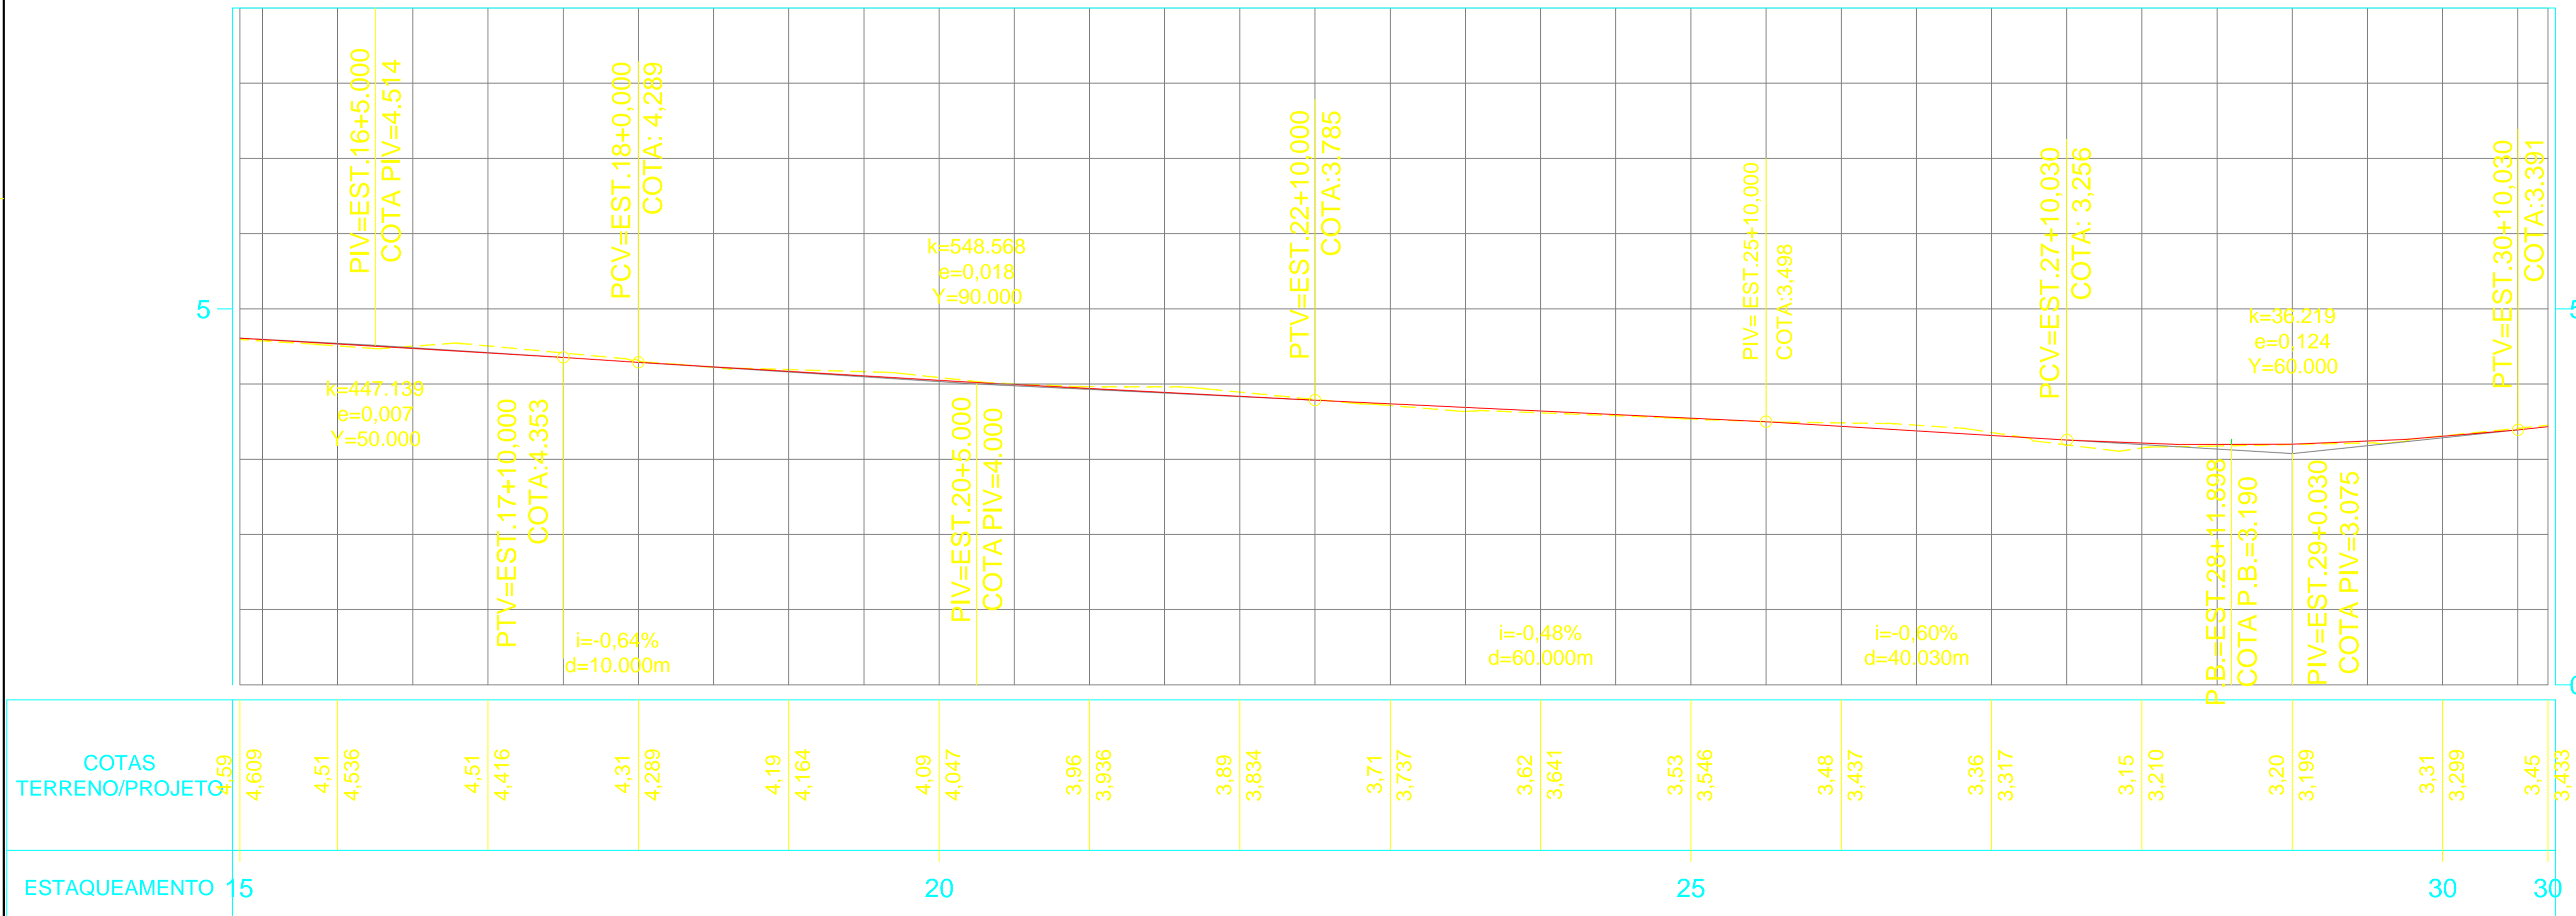 PIV=EST.16+5.000
COTA PIV=4.514
PCV=EST.18+0,000
COTA: 4,289
k=548.568
e=0,018
Y=90.000
PTV=EST.22+10,000
COTA:3.785
PIV= EST.25+10,000
COTA:3,498
PCV=EST.27+10,030
COTA: 3,256
k=36.219
e=0,124
Y=60.000
PTV=EST.30+10,030
COTA:3.391
5
5
k=447.139
e=0,007
Y=50.000
PTV=EST.17+10.000
COTA:4.353
PIV=EST.20+5.000
COTA PIV=4.000
P.B.=EST.28+11.898
COTA P.B.=3.190
PIV=EST.29+0.030
COTA PIV=3.075
i=-0,64%
d=10.000m
i=-0,48%
d=60.000m
i=-0,60%
d=40.030m
COTAS
TERRENO/PROJETO
4,59
4,609
4,51
4,536
4,51
4,416
4,31
4,289
4,19
4,164
4,09
4,047
3,96
3,936
3,89
3,834
3,71
3,737
3,62
3,641
3,53
3,546
3,48
3,437
3,36
3,317
3,15
3,210
3,20
3,199
3,31
3,299
3,45
3,433
ESTAQUEAMENTO
15
20
25
30
30